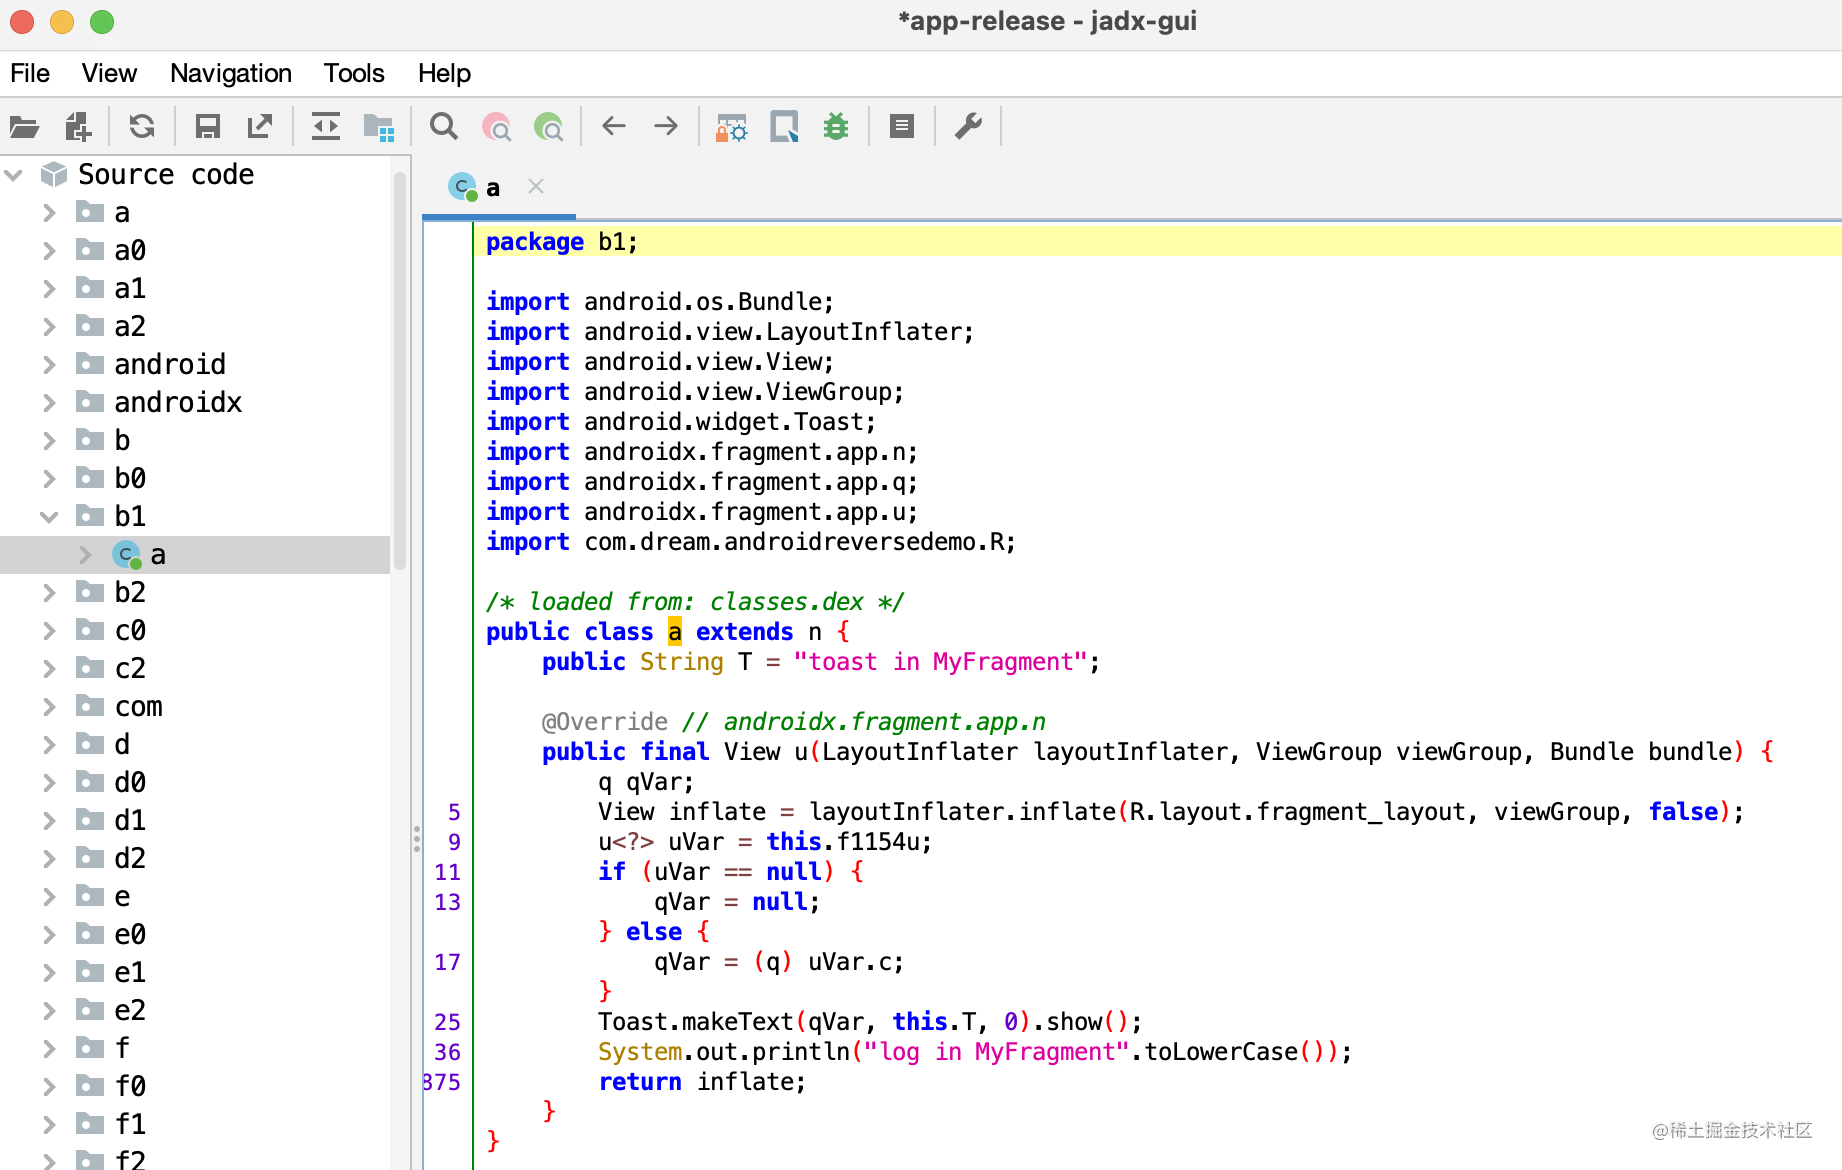 *app-release - jadx-gui
File View Navigation Tools Help
Source code
a
a0
a1
a2
android
androidx
b
b0
b1
a
b2
c0
c2
com
d
d0
d1
d2
e
e0
e1
e2
f
f0
f1
f2
a
package b1;
import android.os.Bundle;
import android.view.LayoutInflater;
import android.view.View;
import android.view.ViewGroup;
import android.widget.Toast;
import androidx.fragment.app.n;
import androidx.fragment.app.q;
import androidx.fragment.app.u;
import com.dream.androidreversedemo.R;
/* loaded from: classes.dex */
public class a extends n {
public String T = "toast in MyFragment";
@Override // androidx.fragment.app.n
public final View u(LayoutInflater layoutInflater, ViewGroup viewGroup, Bundle bundle) {
q qVar;
5 View inflate = layoutInflater.inflate(R.layout.fragment_layout, viewGroup, false);
9 u<?> uVar = this.f1154u;
11 if (uVar == null) {
13 qVar = null;
} else {
17 qVar = (q) uVar.c;
}
25 Toast.makeText(qVar, this.T, 0).show();
36 System.out.println("log in MyFragment".toLowerCase());
875 return inflate;
}
}
@稀土掘金技术社区